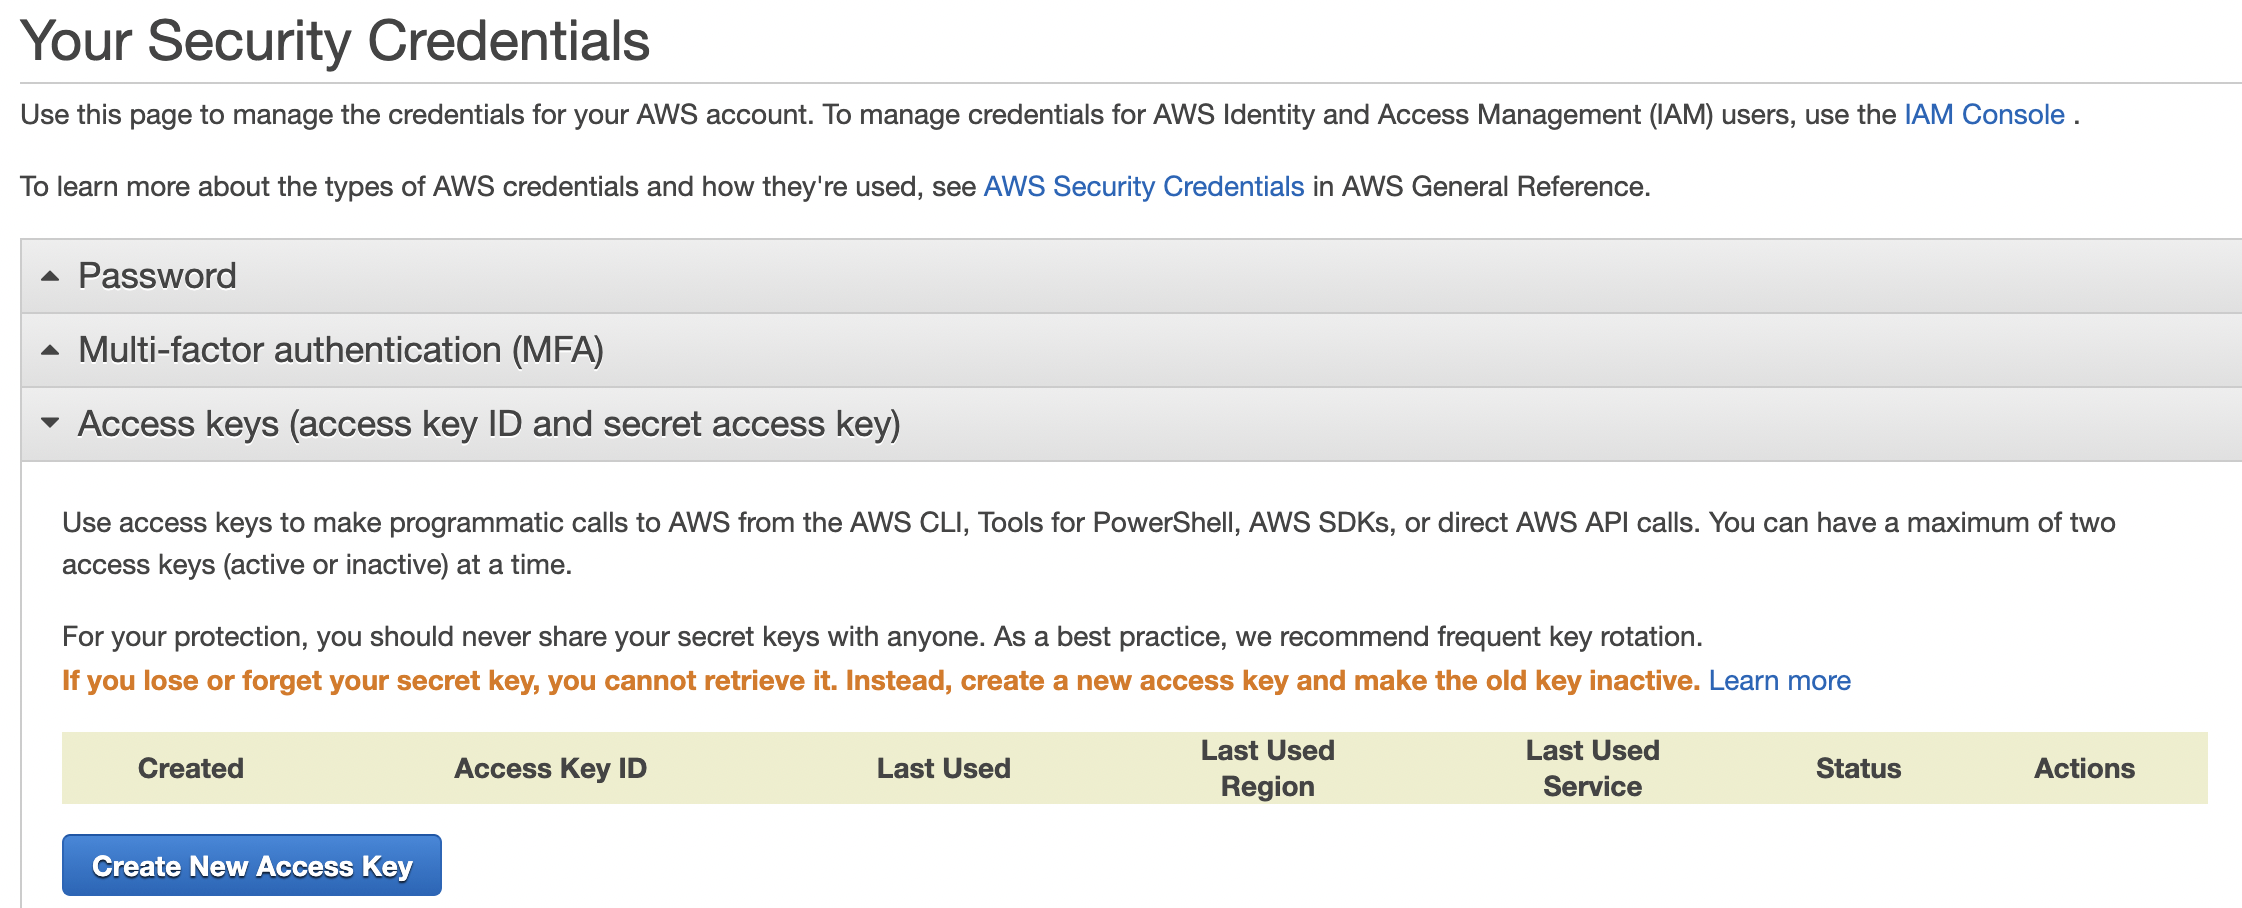 Your Security Credentials
Use this page to manage the credentials for your AWS account. To manage credentials for AWS Identity and Access Management (IAM) users, use the IAM Console .
To learn more about the types of AWS credentials and how they're used, see AWS Security Credentials in AWS General Reference.
Password
Multi-factor authentication (MFA)
Access keys (access key ID and secret access key)
Use access keys to make programmatic calls to AWS from the AWS CLI, Tools for PowerShell, AWS SDKs, or direct AWS API calls. You can have a maximum of two
access keys (active or inactive) at a time.
For your protection, you should never share your secret keys with anyone. As a best practice, we recommend frequent key rotation.
If you lose or forget your secret key, you cannot retrieve it. Instead, create a new access key and make the old key inactive. Learn more
Created Access Key ID Last Used Last Used Region Last Used Service Status Actions
Create New Access Key